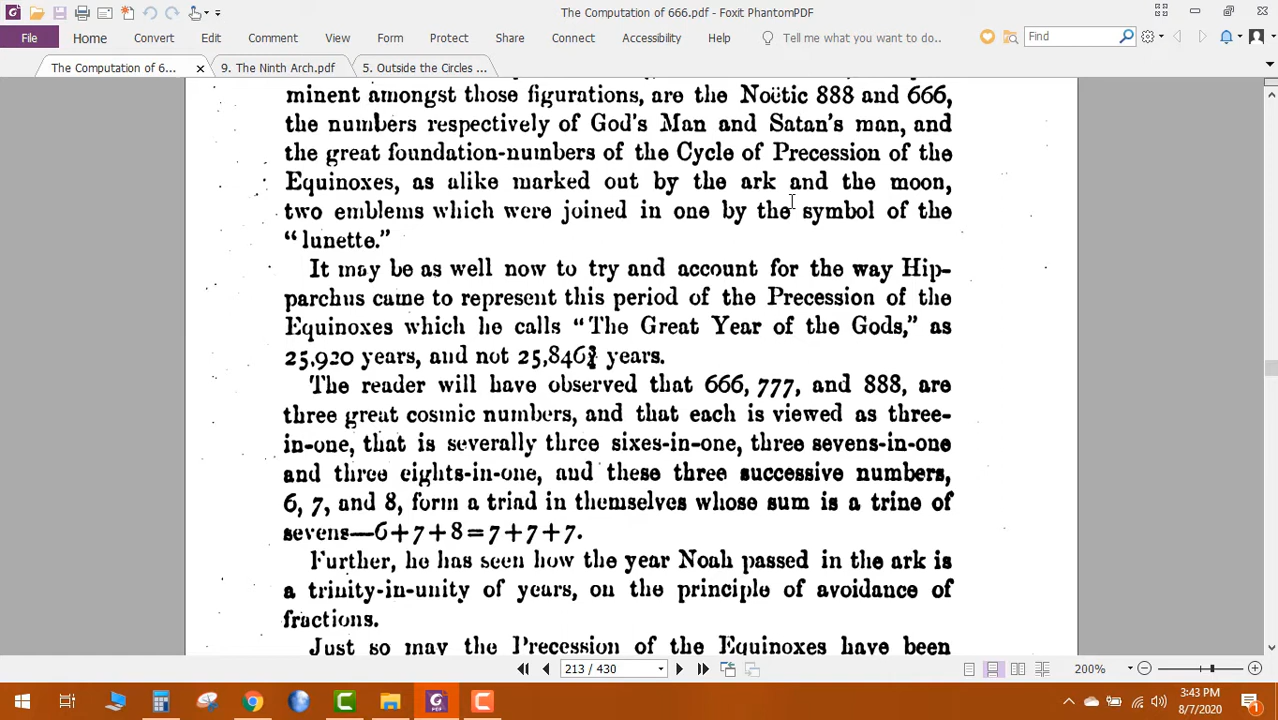 The Computation of 666.pdf - Foxit PhantomPDF
File Home Convert Edit Comment View Form Protect Share Connect Accessibility Help Tell me what you want to do.. Find
The Computation of 6... 9. The Ninth Arch.pdf 5. Outside the Circles ...
minent amongst those figurations, are the Noëtic 888 and 666,
the numbers respectively of God's Man and Satan's man, and
the great foundation-numbers of the Cycle of Precession of the
Equinoxes, as alike marked out by the ark and the moon,
two emblems which were joined in one by the symbol of the
"lunette."
It may be as well now to try and account for the way Hip-
parchus came to represent this period of the Precession of the
Equinoxes which he calls "The Great Year of the Gods," as
25,920 years, and not 25,846 years.
The reader will have observed that 666, 777, and 888, are
three great cosmic numbers, and that each is viewed as three-
in-one, that is severally three sixes-in-one, three sevens-in-one
and three eights-in-one, and these three successive numbers,
6, 7, and 8, form a triad in themselves whose sum is a trine of
sevens—6+7+8=7+7+7.
Further, he has seen how the year Noah passed in the ark is
a trinity-in-unity of years, on the principle of avoidance of
fractions.
Just so may the Precession of the Equinoxes have been
213 / 430 200%
3:43 PM
8/7/2020